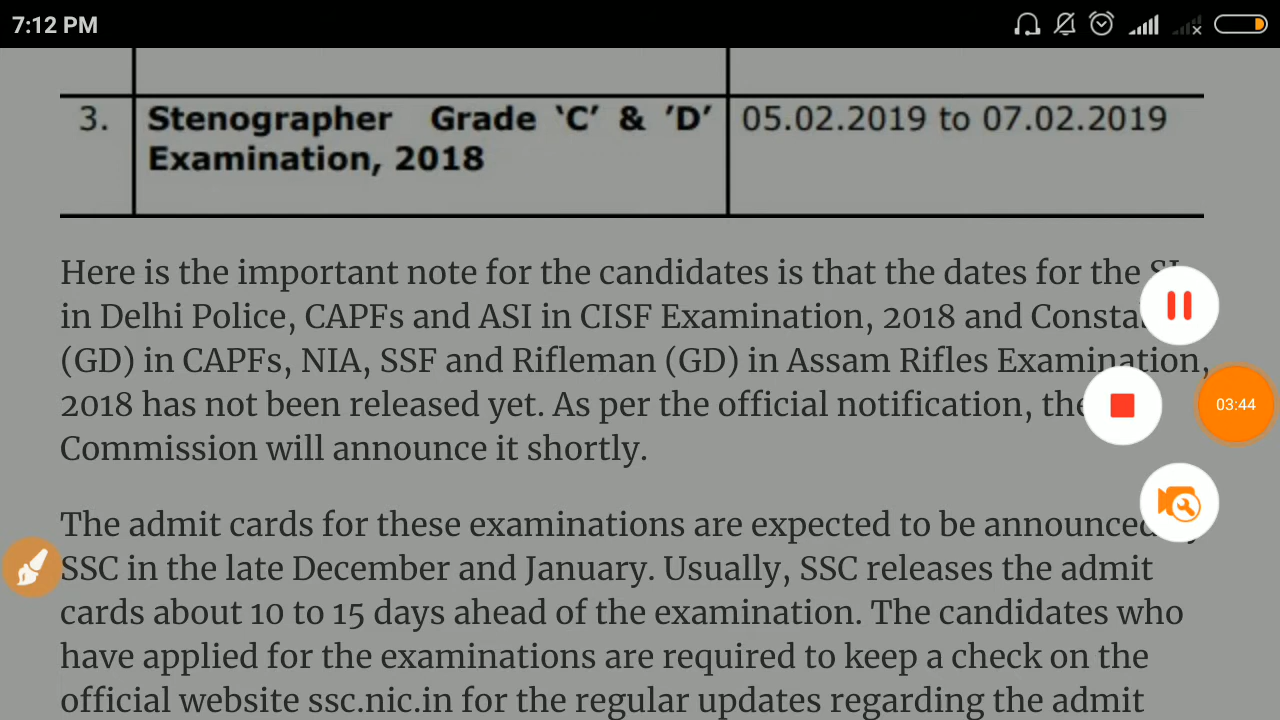 7:12 PM
3. Stenographer Grade ‘C’ & ’D’ 05.02.2019 to 07.02.2019
Examination, 2018
Here is the important note for the candidates is that the dates for the
in Delhi Police, CAPFs and ASI in CISF Examination, 2018 and
(GD) in CAPFs, NIA, SSF and Rifleman (GD) in Assam Rifles Examination,
2018 has not been released yet. As per the official notification, the
Commission will announce it shortly.
03:44
The admit cards for these examinations are expected to be announced
SSC in the late December and January. Usually, SSC releases the admit
cards about 10 to 15 days ahead of the examination. The candidates who
have applied for the examinations are required to keep a check on the
official website ssc.nic.in for the regular updates regarding the admit